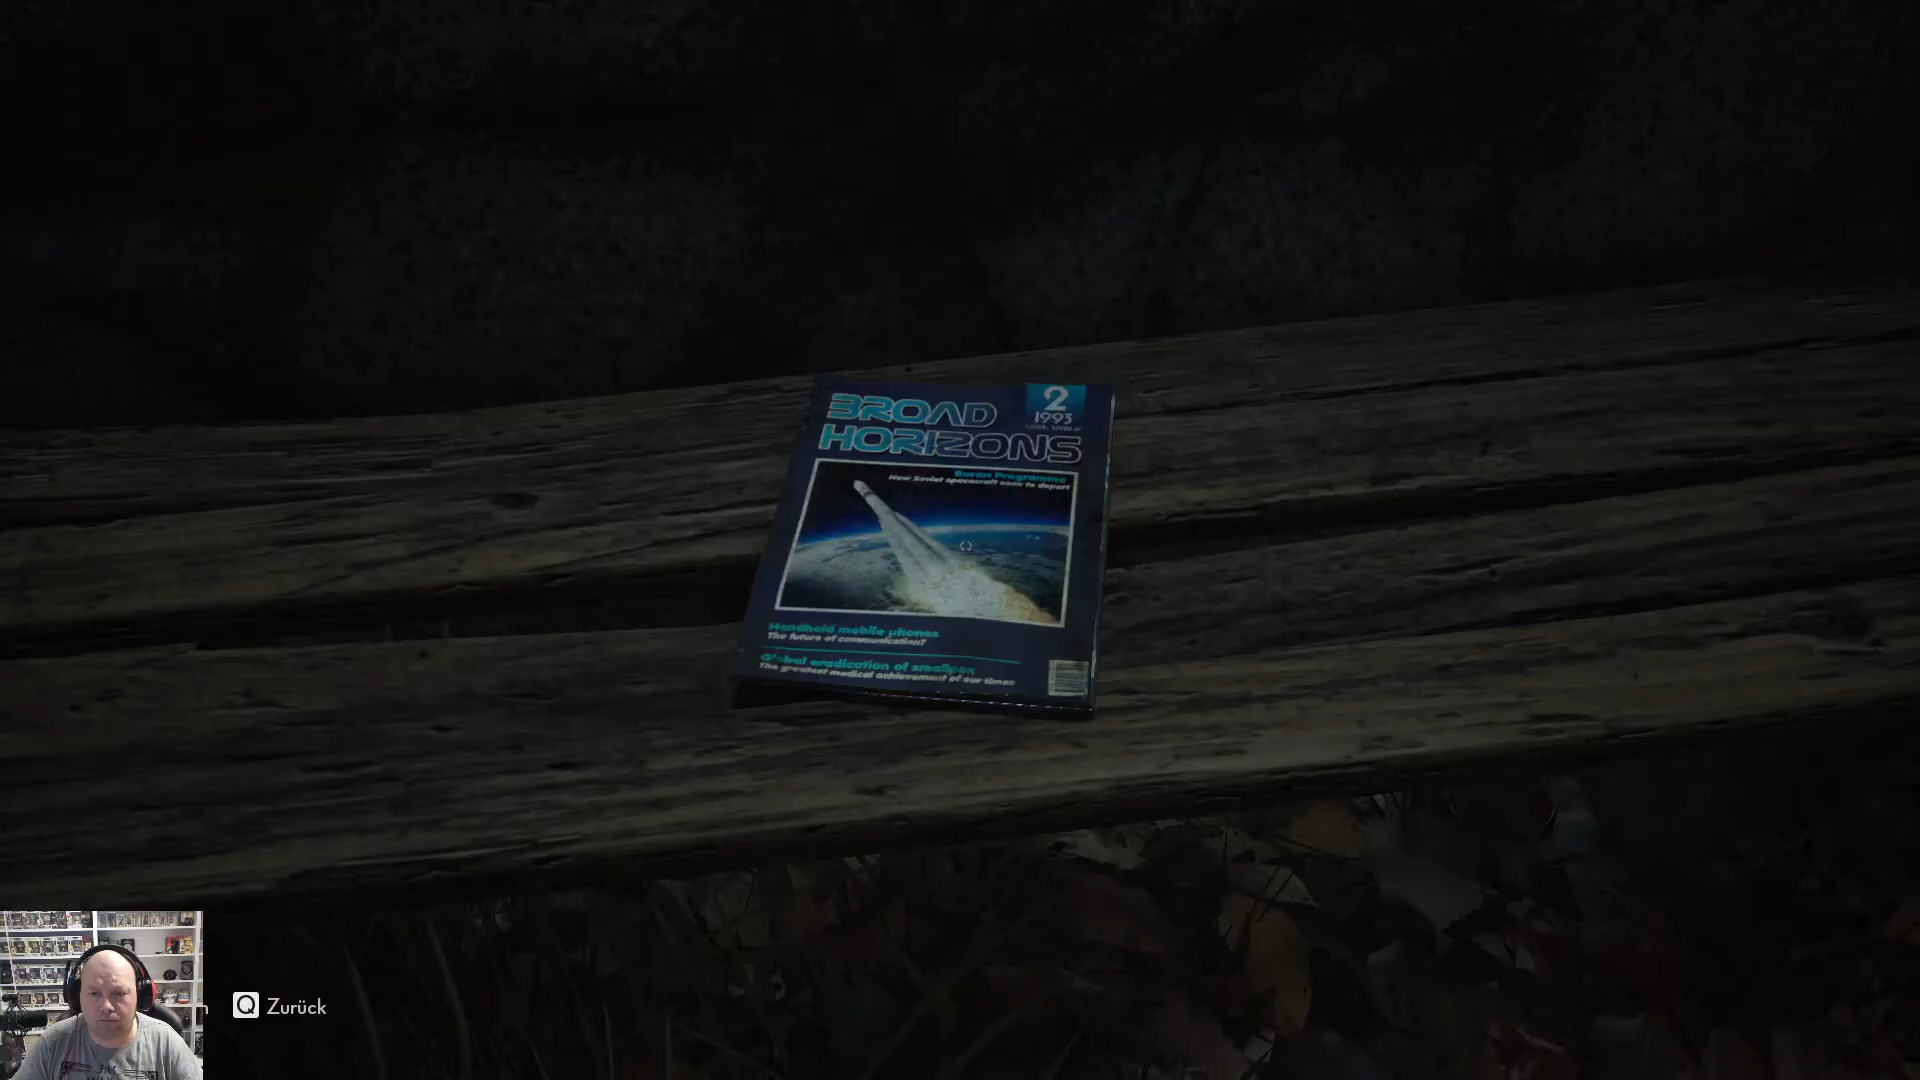 BROAD
HORIZONS
2
1993
Buran Programme
New Soviet spacecraft soon to depart
Handheld mobile phones
The future of communication?
Global eradication of smallpox
The greatest medical achievement of our times
Q Zurück